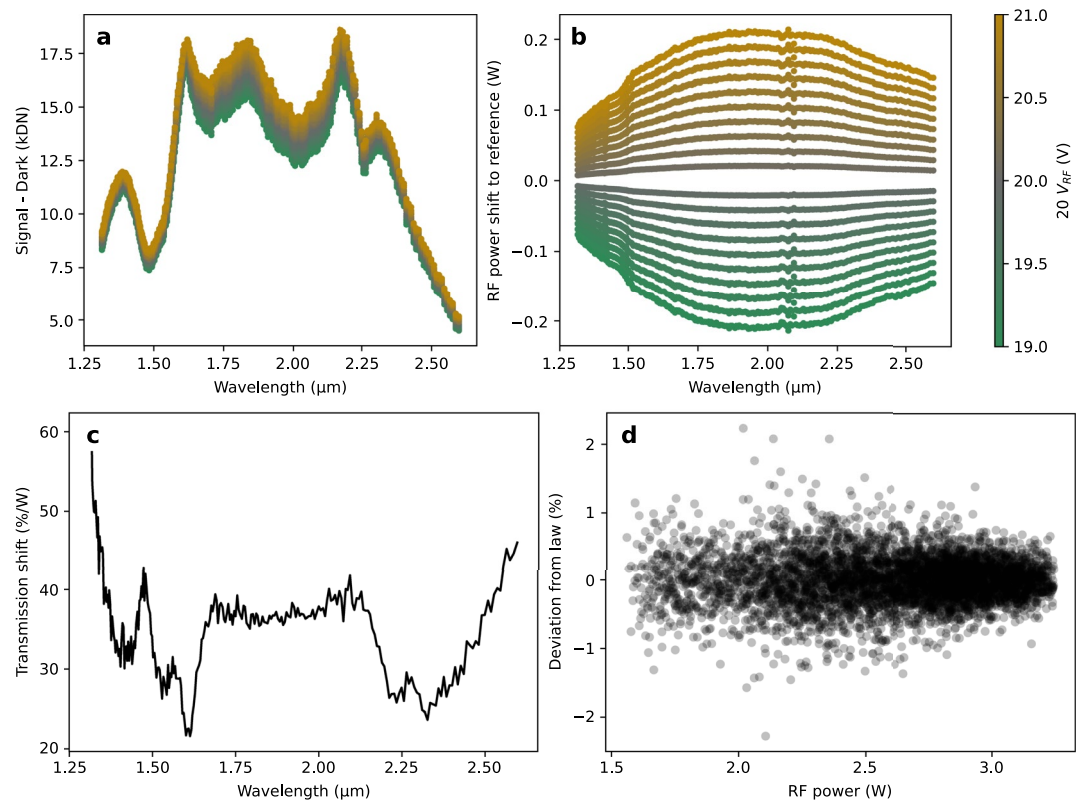 a
17.5
15.0
12.5
10.0
7.5
5.0
Signal - Dark (kDN)
1.25 1.50 1.75 2.00 2.25 2.50
Wavelength (μm)
b
0.2
0.1
0.0
−0.1
−0.2
RF power shift to reference (W)
1.25 1.50 1.75 2.00 2.25 2.50
Wavelength (μm)
21.0
20.5
20.0
19.5
19.0
20 V_RF (V)
c
60
50
40
30
20
Transmission shift (%/W)
1.25 1.50 1.75 2.00 2.25 2.50
Wavelength (μm)
d
2
1
0
−1
−2
Deviation from law (%)
1.5 2.0 2.5 3.0
RF power (W)